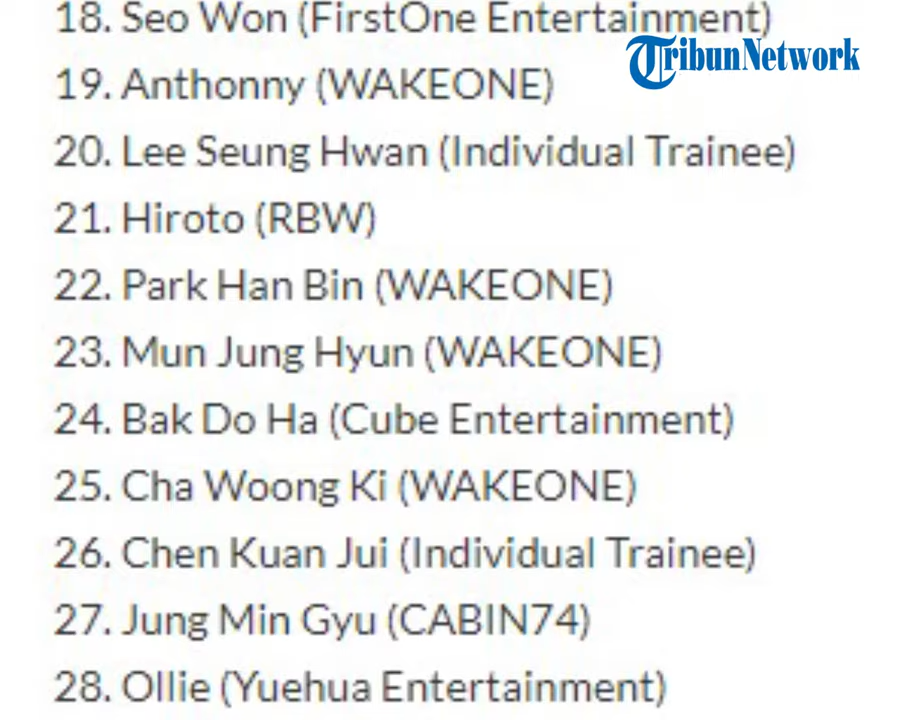 18. Seo Won (FirstOne Entertainment)
TribunNetwork
19. Anthonny (WAKEONE)
20. Lee Seung Hwan (Individual Trainee)
21. Hiroto (RBW)
22. Park Han Bin (WAKEONE)
23. Mun Jung Hyun (WAKEONE)
24. Bak Do Ha (Cube Entertainment)
25. Cha Woong Ki (WAKEONE)
26. Chen Kuan Jui (Individual Trainee)
27. Jung Min Gyu (CABIN74)
28. Ollie (Yuehua Entertainment)